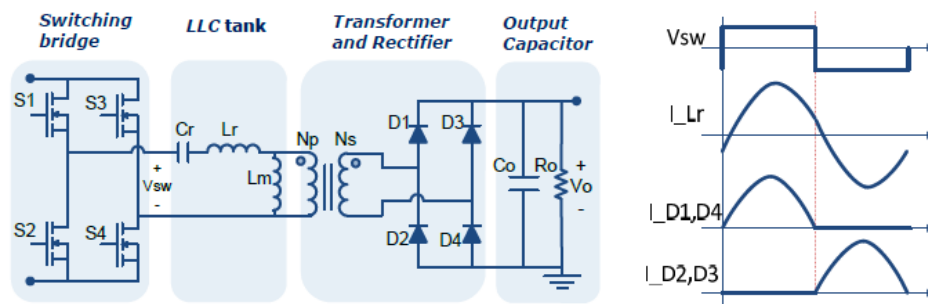 Switching
bridge
LLC tank
Transformer
and Rectifier
Output
Capacitor
S1
S3
Cr
Lr
Np
Ns
D1
D3
+
Vsw
-
Lm
Co
Ro
+
Vo
-
S2
S4
D2
D4
Vsw
I_Lr
I_D1,D4
I_D2,D3